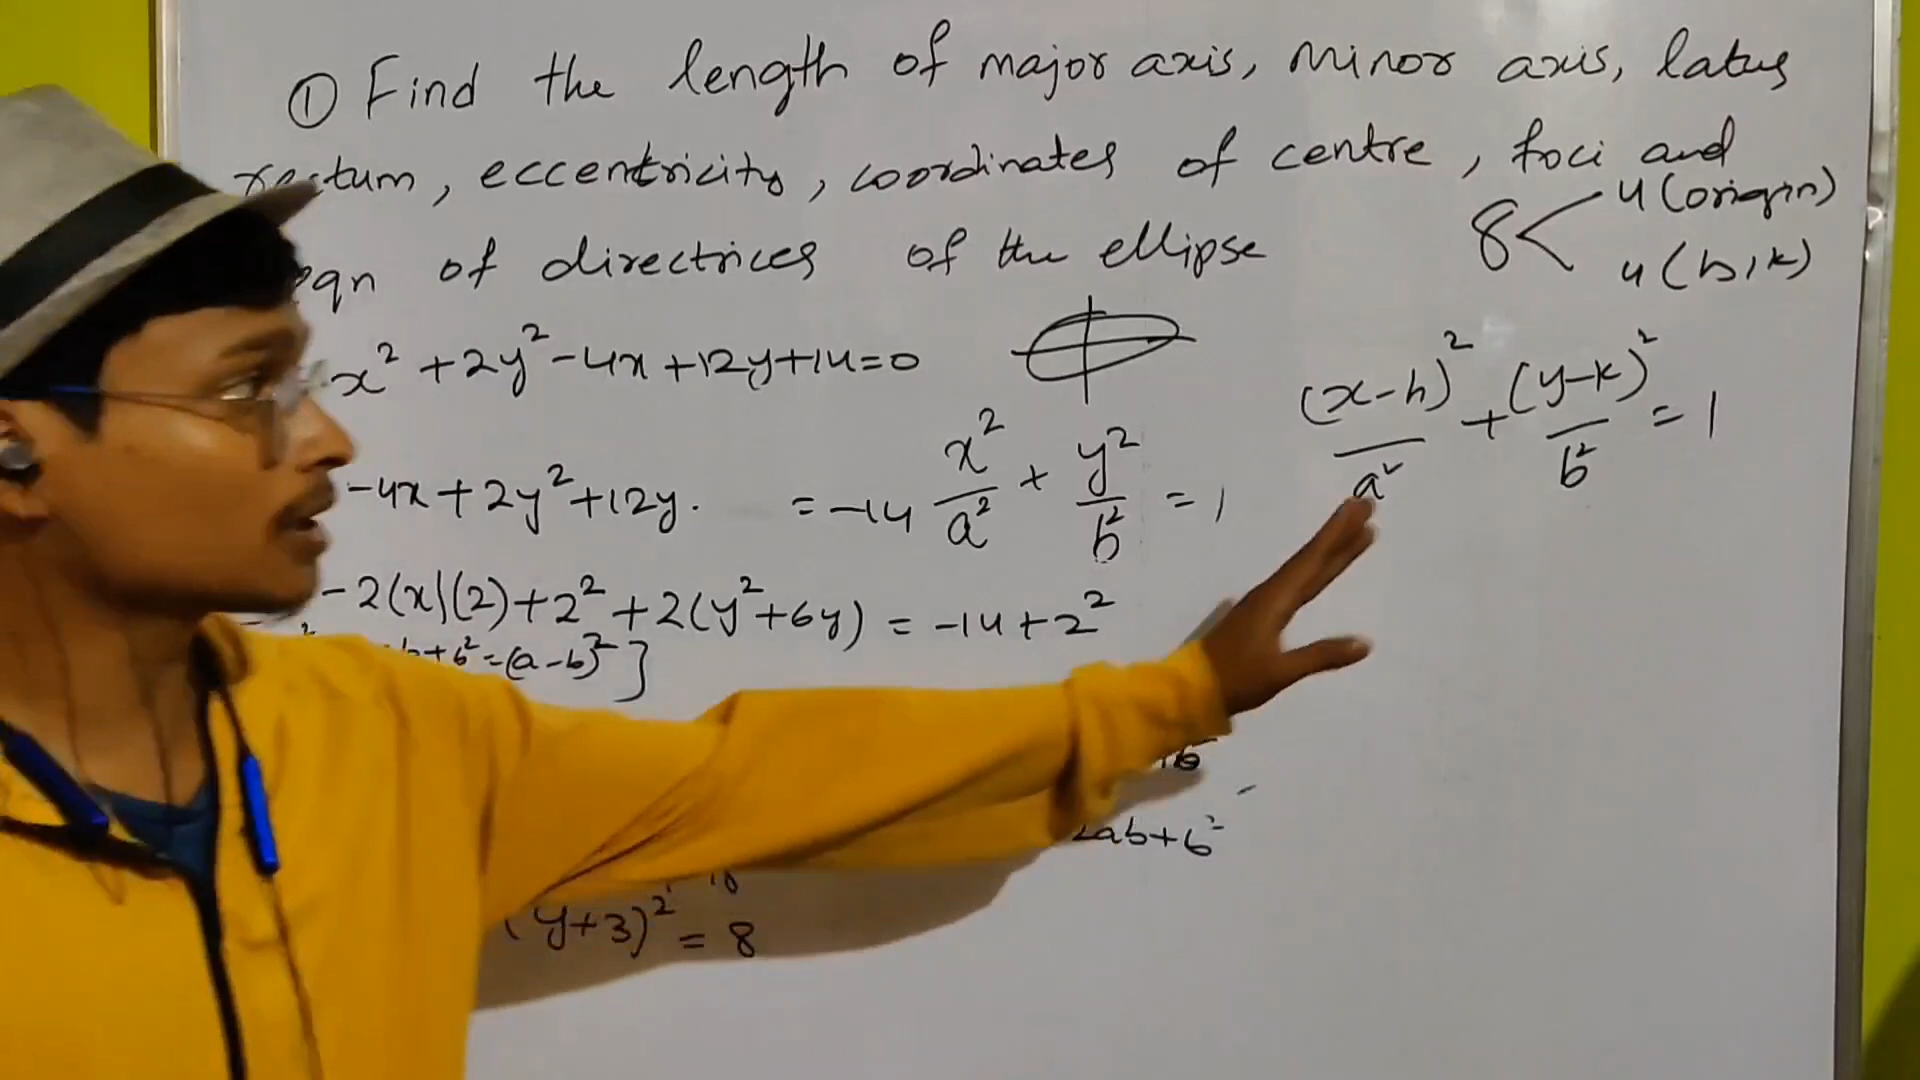 ① Find the length of major axis, minor axis, latus
rectum, eccentricity, coordinates of centre, foci and
eqn of directrices of the ellipse
8 < 4 (origin)
4 (h,k)
x² + 2y² - 4x + 12y + 14 = 0
(x-h)²/a² + (y-k)²/b² = 1
x²/a² + y²/b² = 1
-4x + 2y² + 12y. = -14
-2(x)(2) + 2² + 2(y² + 6y) = -14 + 2²
b + b² = (a-b)²]
2ab + b²
(y+3)² = 8